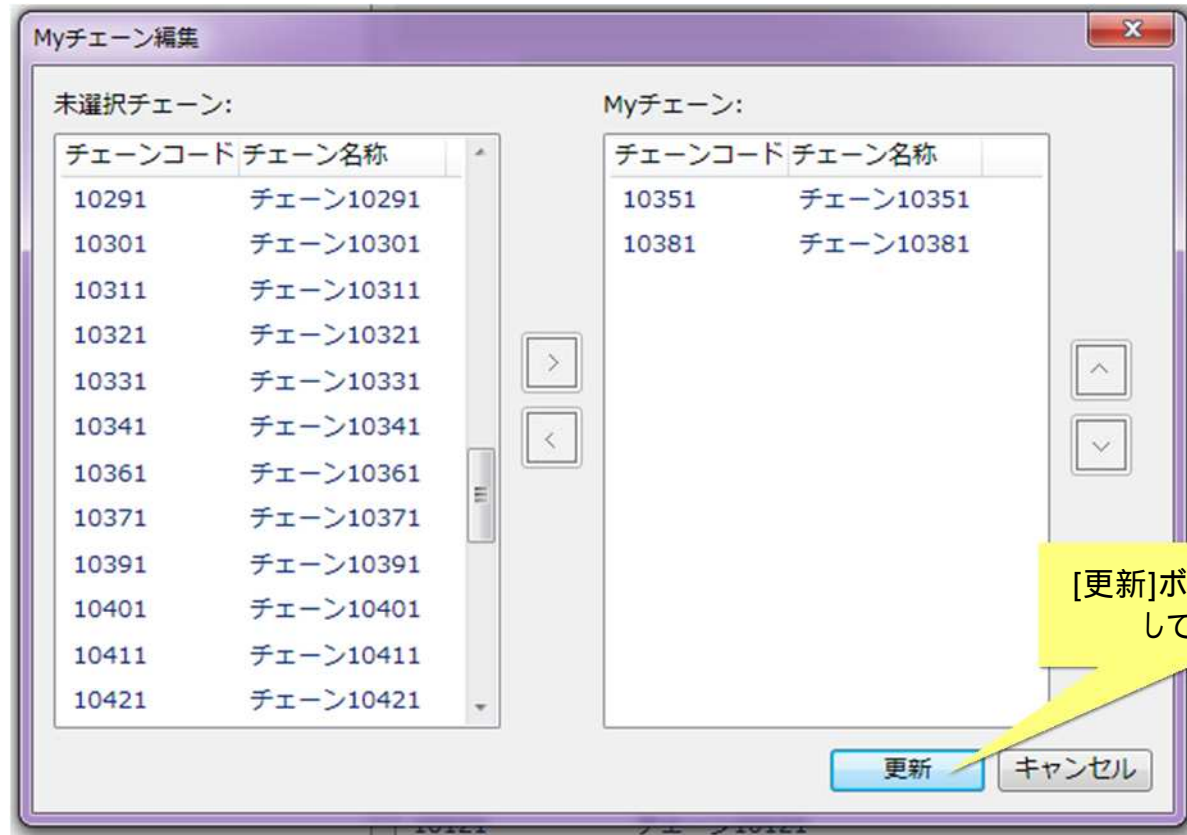 Myチェーン編集
未選択チェーン:
チェーンコード チェーン名称
10291 チェーン10291
10301 チェーン10301
10311 チェーン10311
10321 チェーン10321
10331 チェーン10331
10341 チェーン10341
10361 チェーン10361
10371 チェーン10371
10391 チェーン10391
10401 チェーン10401
10411 チェーン10411
10421 チェーン10421
Myチェーン:
チェーンコード チェーン名称
10351 チェーン10351
10381 チェーン10381
[更新]ボ
して
更新 キャンセル